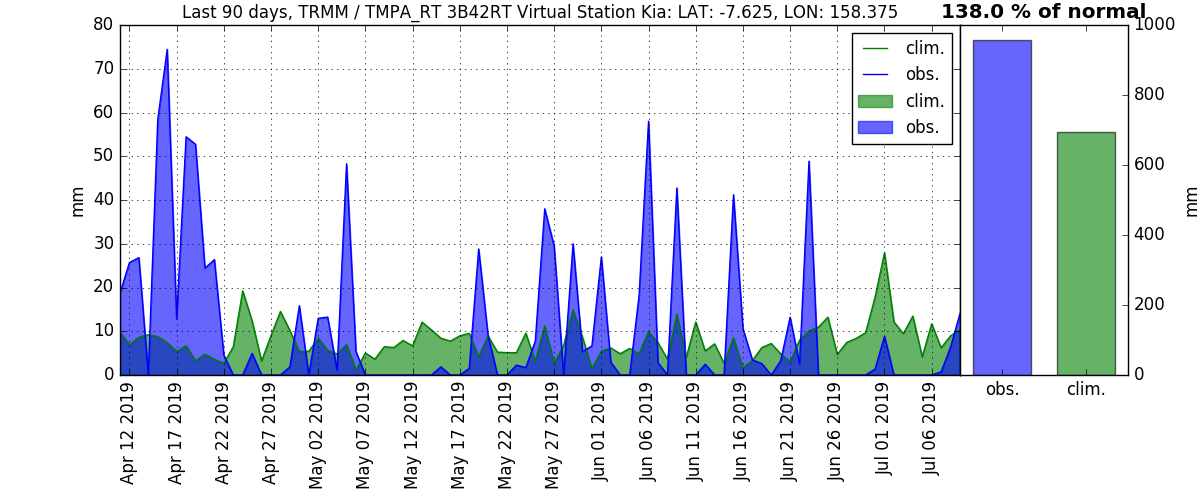 Last 90 days, TRMM / TMPA_RT 3B42RT Virtual Station Kia: LAT: -7.625, LON: 158.375
138.0 % of normal
80
70
60
50
40
30
20
10
0
mm
clim.
obs.
clim.
obs.
Apr 12 2019
Apr 17 2019
Apr 22 2019
Apr 27 2019
May 02 2019
May 07 2019
May 12 2019
May 17 2019
May 22 2019
May 27 2019
Jun 01 2019
Jun 06 2019
Jun 11 2019
Jun 16 2019
Jun 21 2019
Jun 26 2019
Jul 01 2019
Jul 06 2019
1000
800
600
400
200
0
mm
obs.
clim.